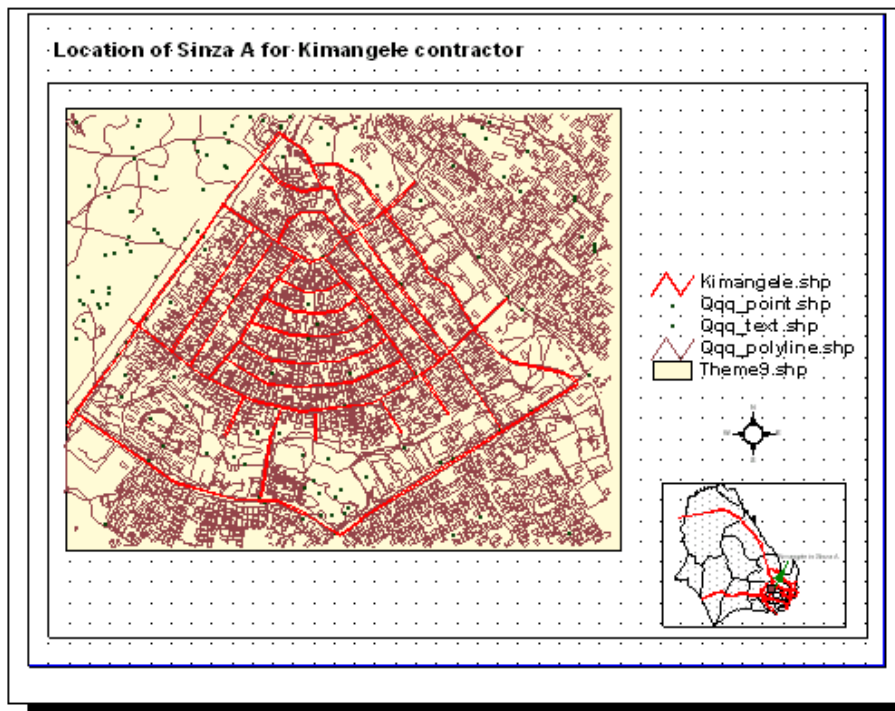 Location of Sinza A for Kimangele contractor
Kimangele.shp
Qqq_point.shp
Qqq_text.shp
Qqq_polyline.shp
Theme9.shp